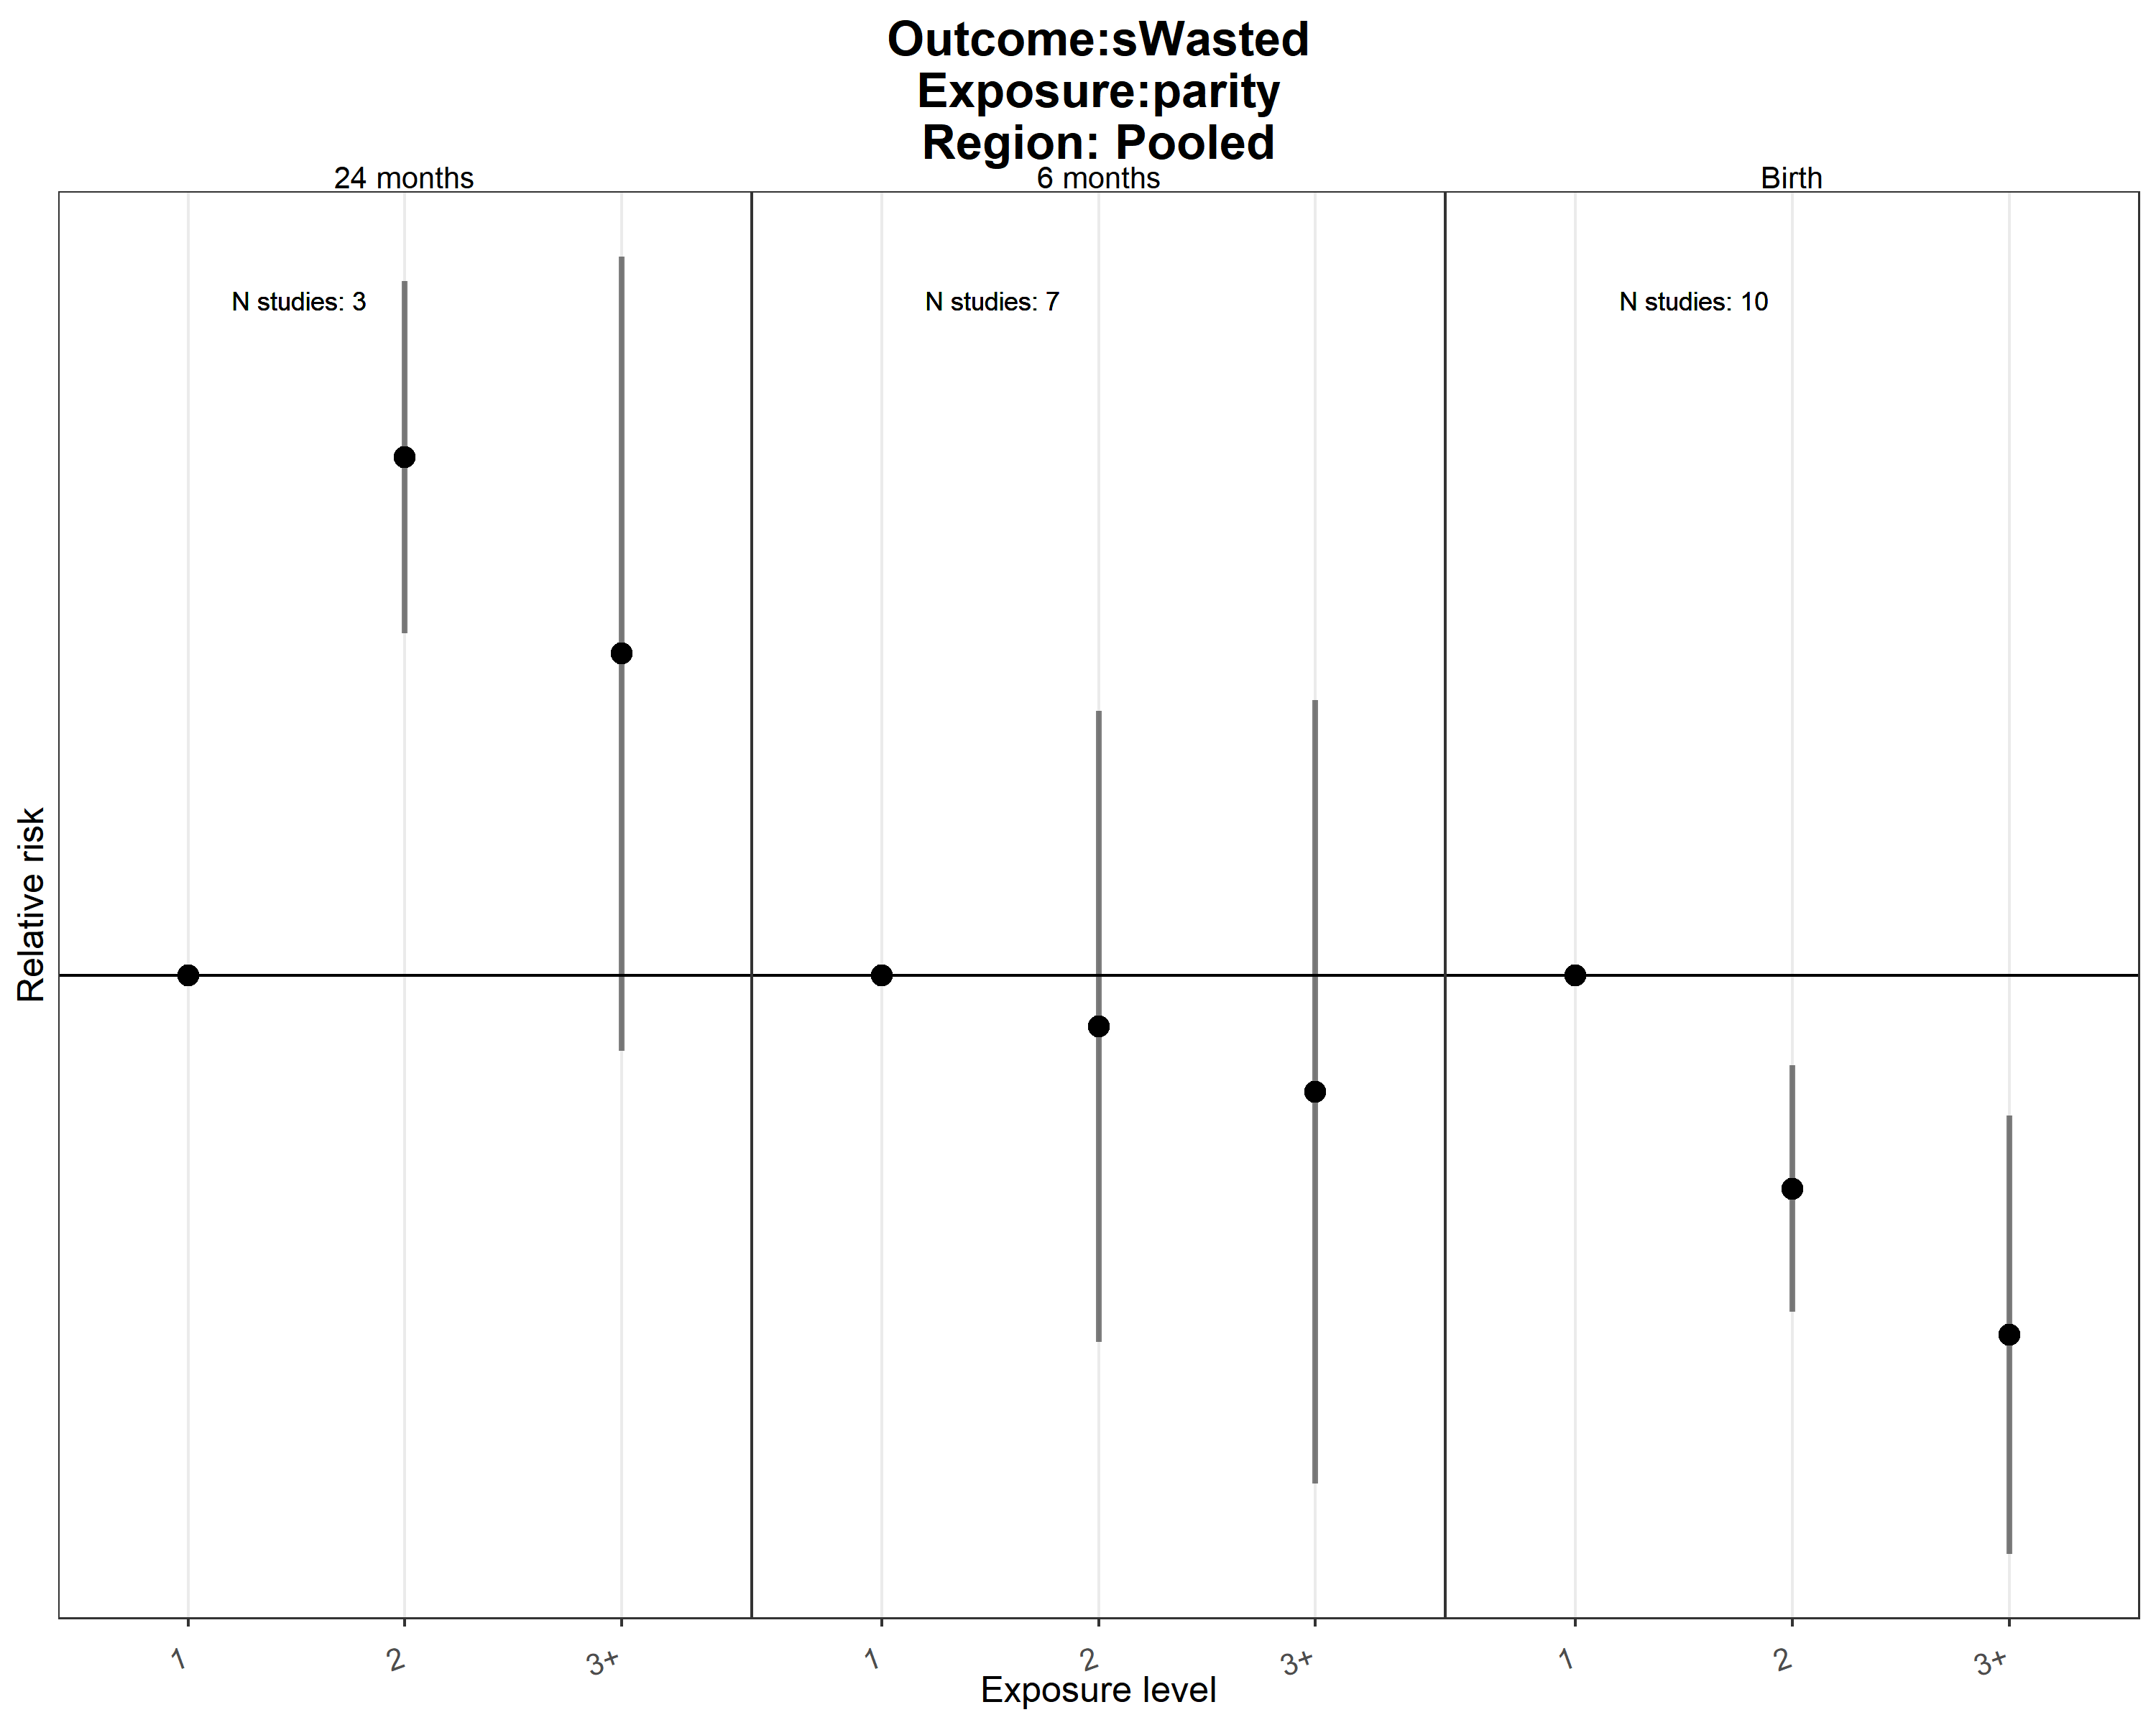 Outcome:sWasted
Exposure:parity
Region: Pooled
24 months
6 months
Birth
N studies: 3
N studies: 7
N studies: 10
Relative risk
1
2
3+
1
2
3+
1
2
3+
Exposure level